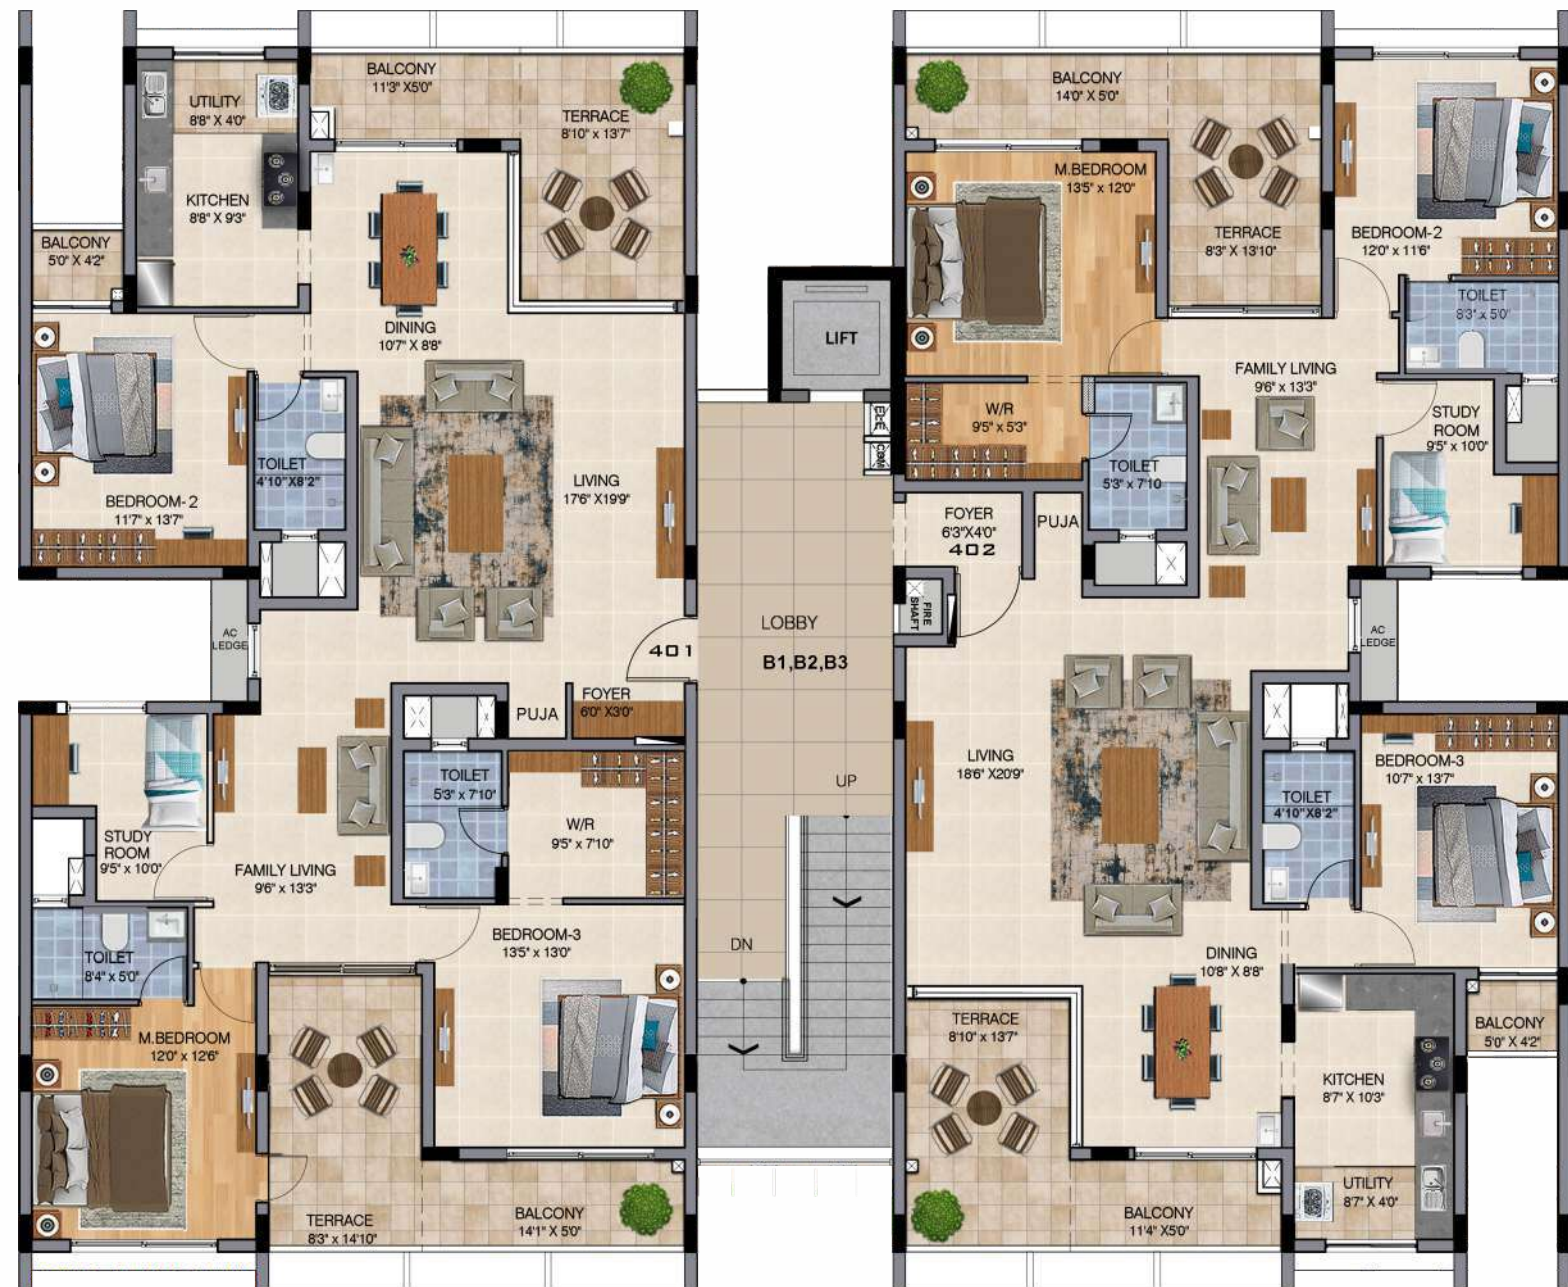 BALCONY
11'3" X5'0"
UTILITY
8'8" X 4'0"
TERRACE
8'10" x 13'7"
KITCHEN
8'8" X 9'3"
BALCONY
5'0" X 4'2"
DINING
10'7" X 8'8"
TOILET
4'10" X8'2"
LIVING
17'6" X19'9"
BEDROOM-2
11'7" x 13'7"
AC
LEDGE
401
FOYER
6'0" X3'0"
PUJA
TOILET
5'3" x 7'10"
W/R
9'5" x 7'10"
STUDY
ROOM
9'5" x 10'0"
FAMILY LIVING
9'6" x 13'3"
BEDROOM-3
13'5" x 13'0"
TOILET
8'4" x 5'0"
M.BEDROOM
12'0" x 12'6"
TERRACE
8'3" x 14'10"
BALCONY
14'1" X 5'0"
LIFT
ELE
COM
LOBBY
B1,B2,B3
UP
DN
BALCONY
14'0" X 5'0"
M.BEDROOM
13'5" x 12'0"
TERRACE
8'3" X 13'10"
BEDROOM-2
12'0" x 11'6"
TOILET
8'3" x 5'0"
FAMILY LIVING
9'6" x 13'3"
W/R
9'5" x 5'3"
STUDY
ROOM
9'5" x 10'0"
TOILET
5'3" x 7'10
FOYER
6'3"X4'0"
402
PUJA
FIRE
SHAFT
AC
LEDGE
LIVING
18'6" X20'9"
BEDROOM-3
10'7" x 13'7"
TOILET
4'10" X8'2"
DINING
10'8" X 8'8"
TERRACE
8'10" x 13'7"
BALCONY
5'0" X 4'2"
KITCHEN
8'7" X 10'3"
UTILITY
8'7" X 4'0"
BALCONY
11'4" X5'0"